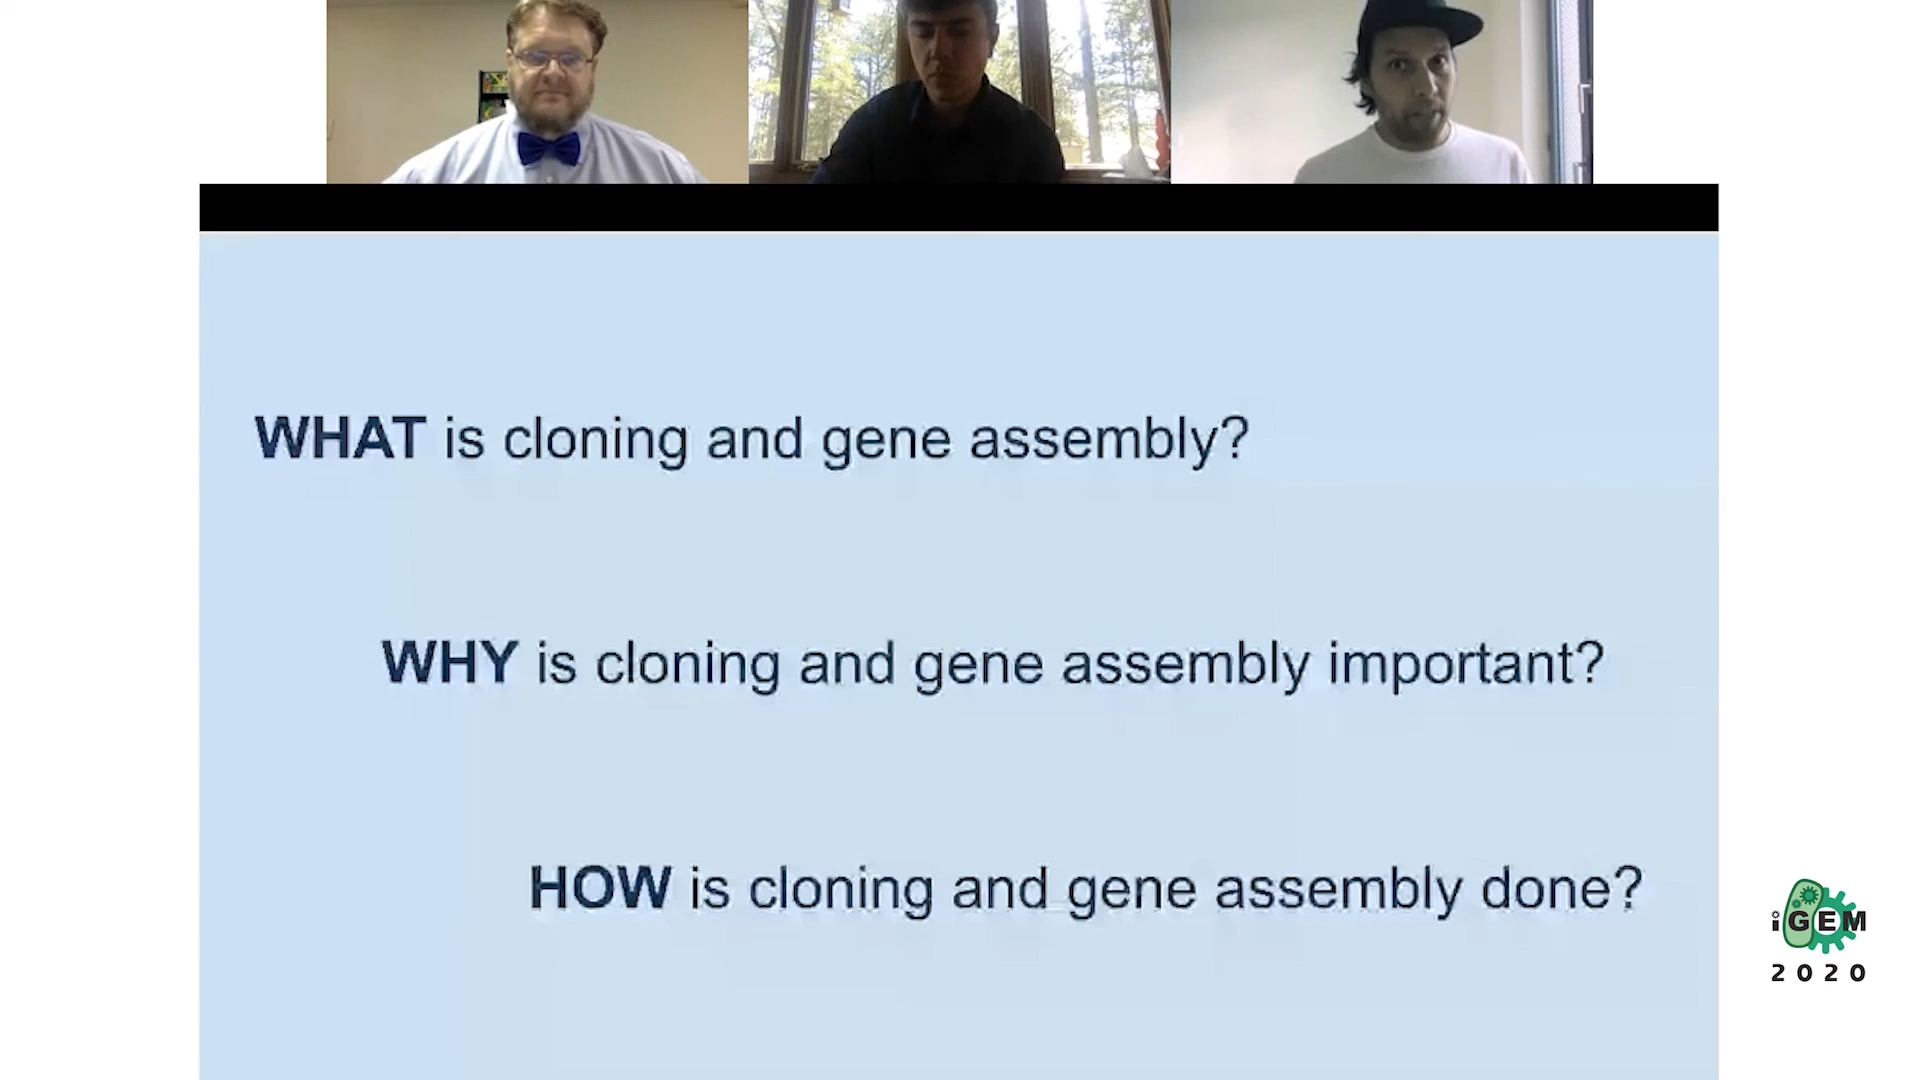 WHAT is cloning and gene assembly?
WHY is cloning and gene assembly important?
HOW is cloning and gene assembly done?
iGEM
2020